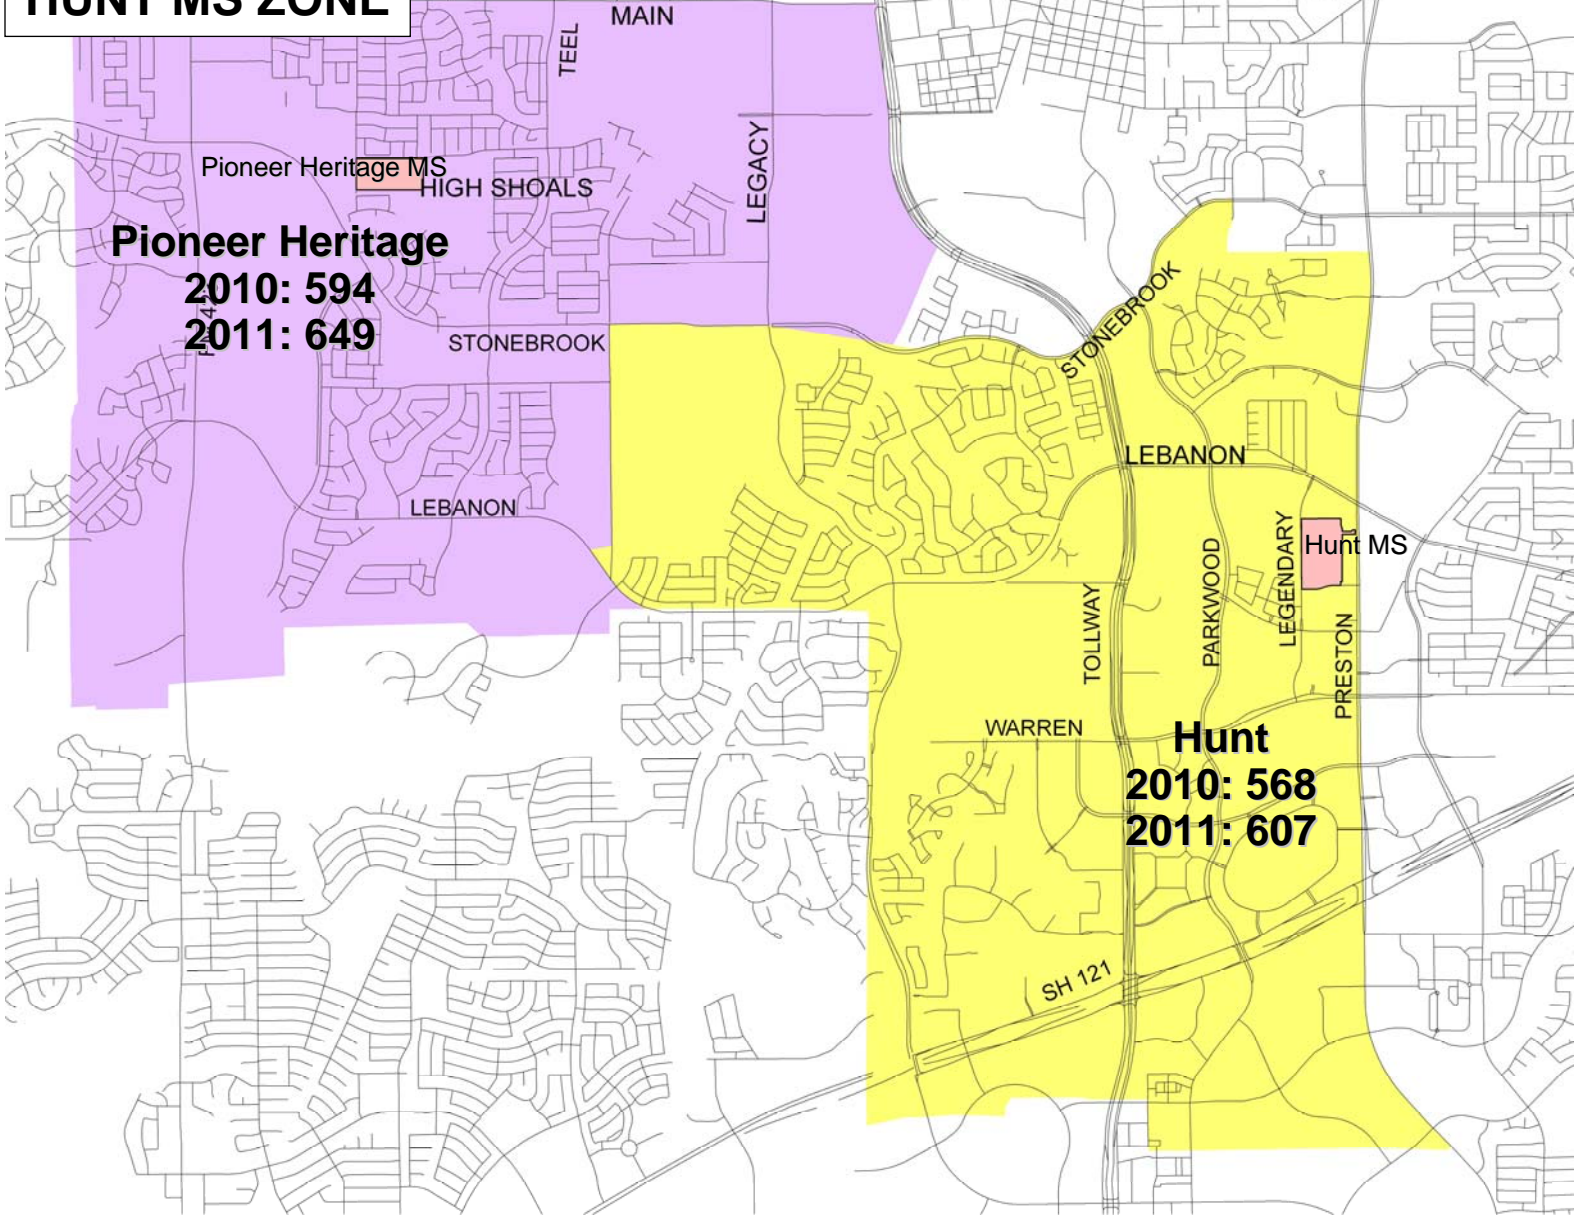 HUNT MS ZONE
MAIN
TEEL
LEGACY
Pioneer Heritage MS
HIGH SHOALS
Pioneer Heritage
2010: 594
2011: 649
STONEBROOK
STONEBROOK
LEBANON
LEBANON
LEGENDARY
Hunt MS
PARKWOOD
TOLLWAY
PRESTON
WARREN
Hunt
2010: 568
2011: 607
SH 121